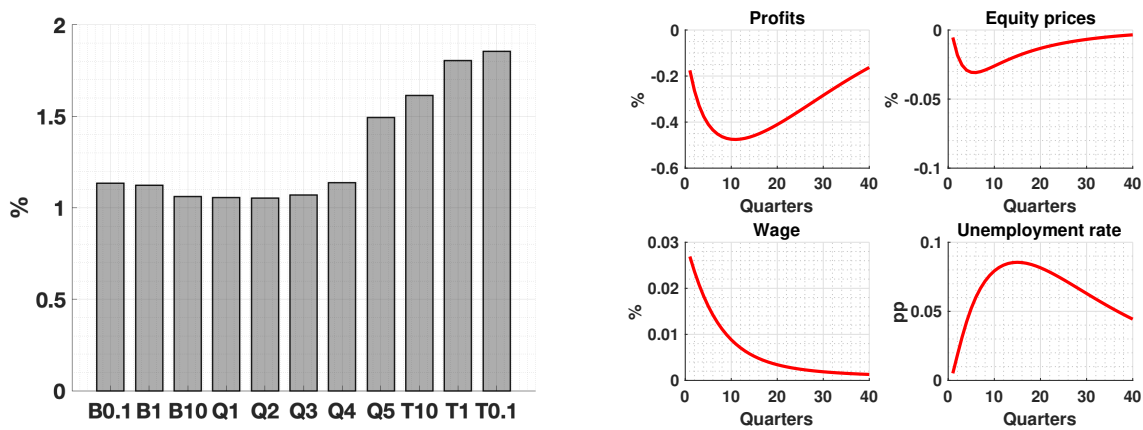 %
2
1.5
1
0.5
0
B0.1 B1 B10 Q1 Q2 Q3 Q4 Q5 T10 T1 T0.1
Profits
%
0
-0.2
-0.4
-0.6
0 10 20 30 40
Quarters
Equity prices
%
0
-0.05
-0.1
0 10 20 30 40
Quarters
Wage
%
0.03
0.02
0.01
0
0 10 20 30 40
Quarters
Unemployment rate
pp
0.1
0.05
0
0 10 20 30 40
Quarters